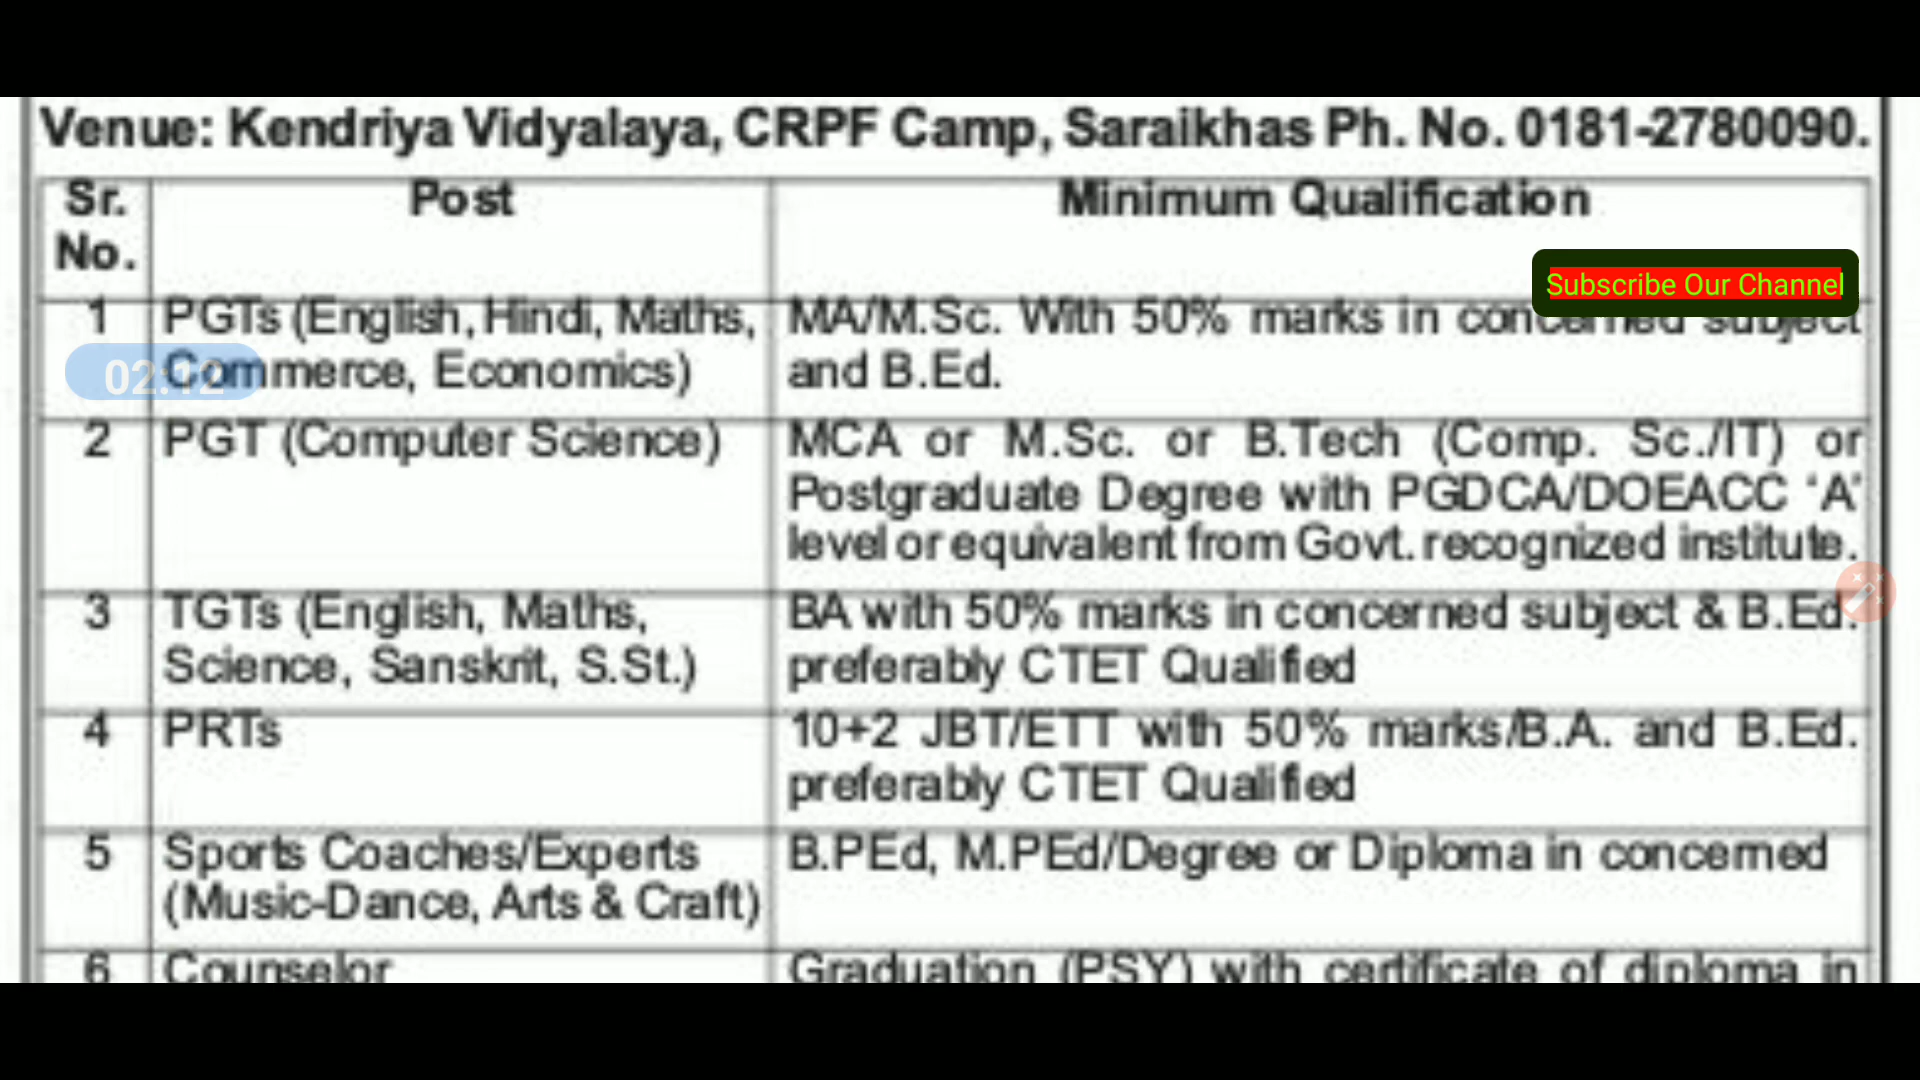 Venue: Kendriya Vidyalaya, CRPF Camp, Saraikhas Ph. No. 0181-2780090.
Sr. No.
Post
Minimum Qualification
Subscribe Our Channel
1
PGTs (English, Hindi, Maths,
Commerce, Economics)
MA/M.Sc. With 50% marks in concerned subject
and B.Ed.
02:12
2
PGT (Computer Science)
MCA or M.Sc. or B.Tech (Comp. Sc./IT) or
Postgraduate Degree with PGDCA/DOEACC ‘A’
level or equivalent from Govt. recognized institute.
3
TGTs (English, Maths,
Science, Sanskrit, S.St.)
BA with 50% marks in concerned subject & B.Ed.
preferably CTET Qualified
4
PRTs
10+2 JBT/ETT with 50% marks/B.A. and B.Ed.
preferably CTET Qualified
5
Sports Coaches/Experts
(Music-Dance, Arts & Craft)
B.PEd, M.PEd/Degree or Diploma in concerned
6
Counselor
Graduation (PSY) with certificate of diploma in